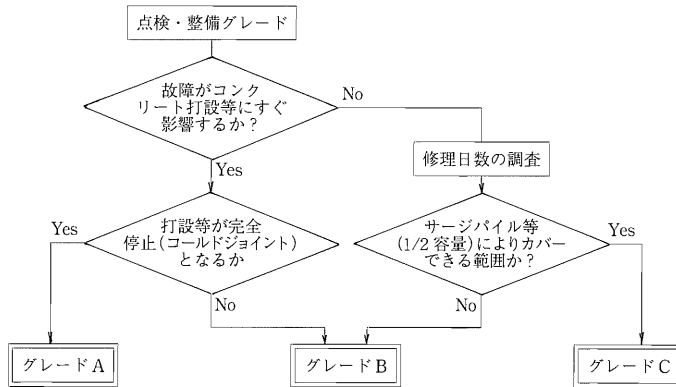 点検・整備グレード
故障がコンク
リート打設等にすぐ
影響するか?
No
Yes
修理日数の調査
打設等が完全
停止(コールドジョイント)
となるか
Yes
No
サージパイル等
(1/2容量)によりカバー
できる範囲か?
Yes
No
グレードA
グレードB
グレードC